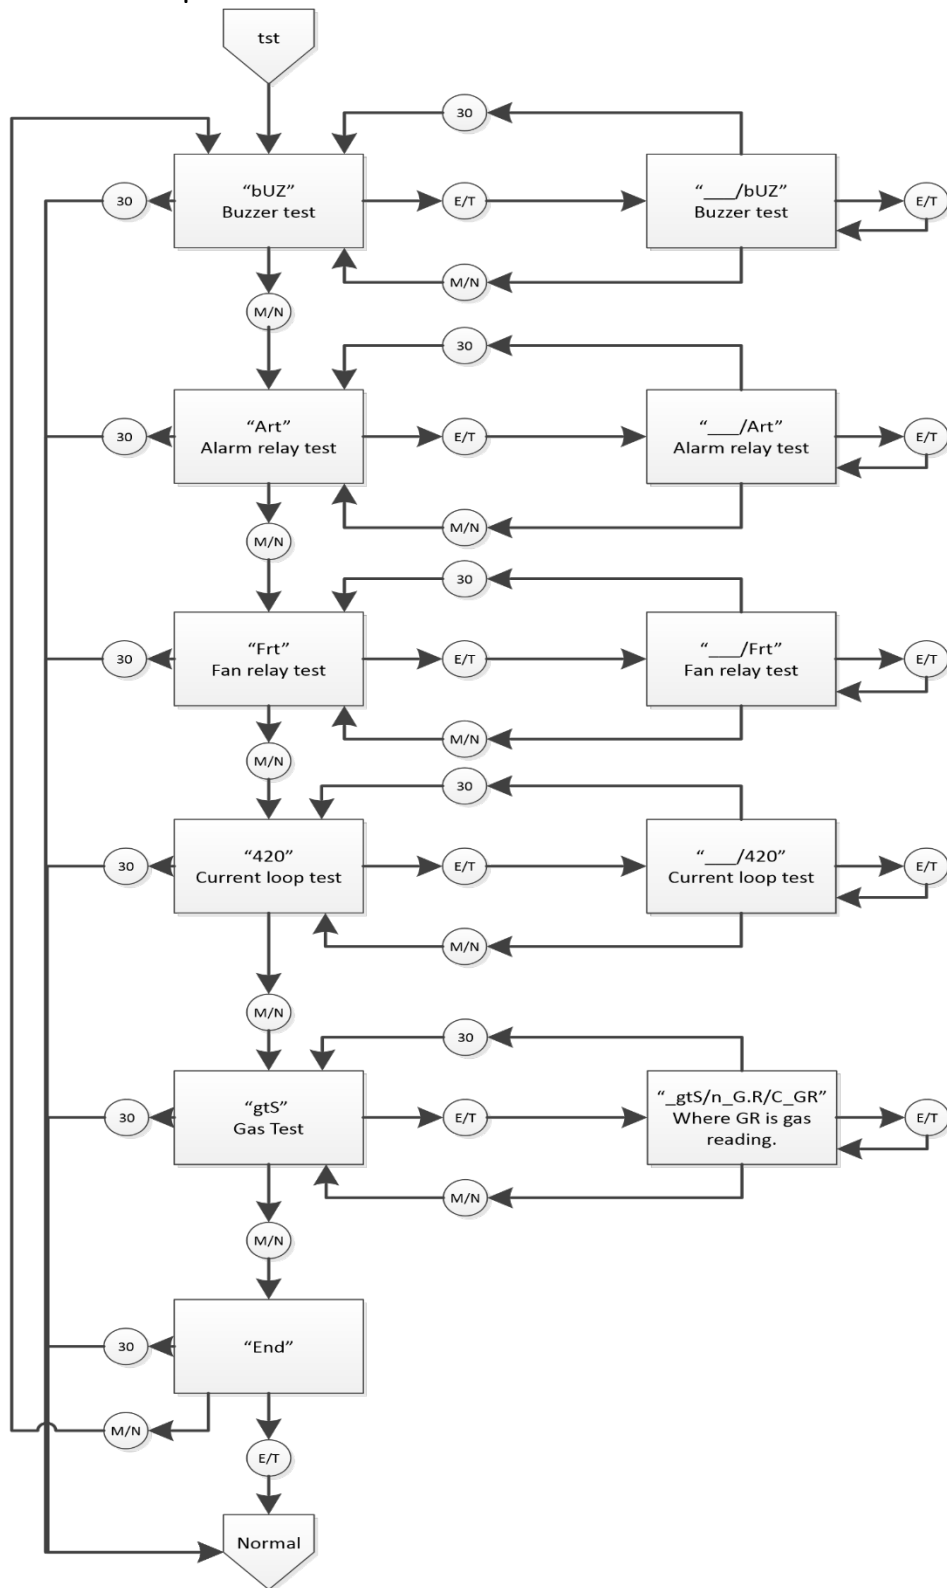 tst
30
“bUZ”
Buzzer test
“___/bUZ”
Buzzer test
30
E/T
E/T
M/N
M/N
30
“Art”
Alarm relay test
“___/Art”
Alarm relay test
30
E/T
E/T
M/N
M/N
30
“Frt”
Fan relay test
“___/Frt”
Fan relay test
30
E/T
E/T
M/N
M/N
30
“420”
Current loop test
“___/420”
Current loop test
30
E/T
E/T
M/N
M/N
30
“gtS”
Gas Test
“_gtS/n_G.R/C_GR”
Where GR is gas
reading.
30
E/T
E/T
M/N
M/N
“End”
30
M/N
E/T
Normal